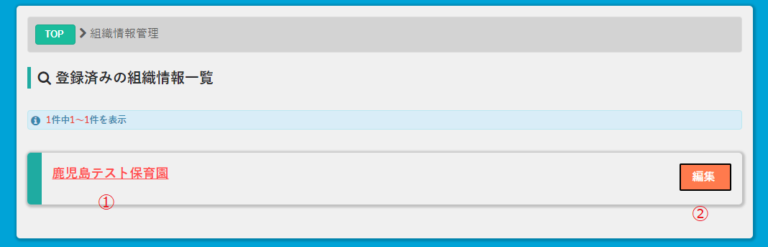 TOP 組織情報管理
登録済みの組織情報一覧
1件中1～1件を表示
鹿児島テスト保育園 編集
① ②